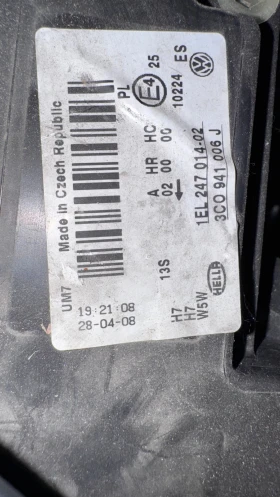 Made in Czech Republic
PL
E4
25
10224
ES
A HR HC
02 00 00
1EL 247 014-02
3C0 941 006 J
UM7
19:21:08
28-04-08
13S
H7
H7
W5W
HELLA